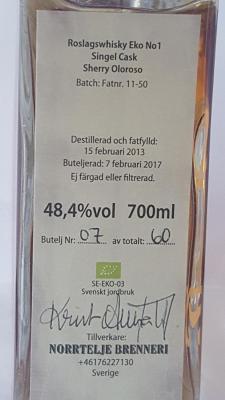 Roslagswhisky Eko No1
Singel Cask
Sherry Oloroso
Batch: Fatnr. 11-50
Destillerad och fatfylld:
15 februari 2013
Buteljerad: 7 februari 2017
Ej färgad eller filtrerad.
48,4%vol 700ml
Butelj Nr: 07 av totalt: 60
SE-EKO-03
Svenskt jordbruk
Tillverkare:
NORRTELJE BRENNERI
+46176227130
Sverige